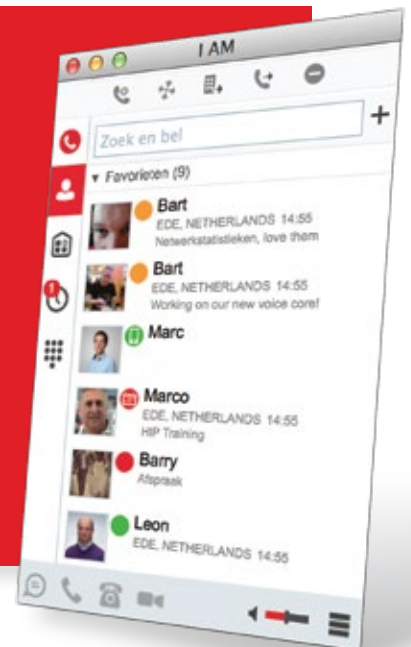 I AM
Zoek en bel
Favorieten (9)
Bart
EDE, NETHERLANDS 14:55
Netwerkstatistieken, love them
Bart
EDE, NETHERLANDS 14:55
Working on our new voice core!
1
Marc
Marco
EDE, NETHERLANDS 14:55
HIP Training
Barry
Afspraak
Leon
EDE, NETHERLANDS 14:55